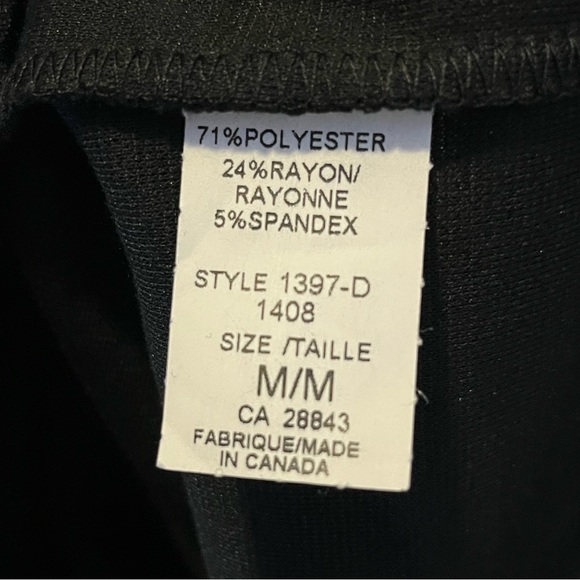 71%POLYESTER
24%RAYON/
RAYONNE
5%SPANDEX
STYLE 1397-D
1408
SIZE /TAILLE
M/M
CA 28843
FABRIQUE/MADE
IN CANADA